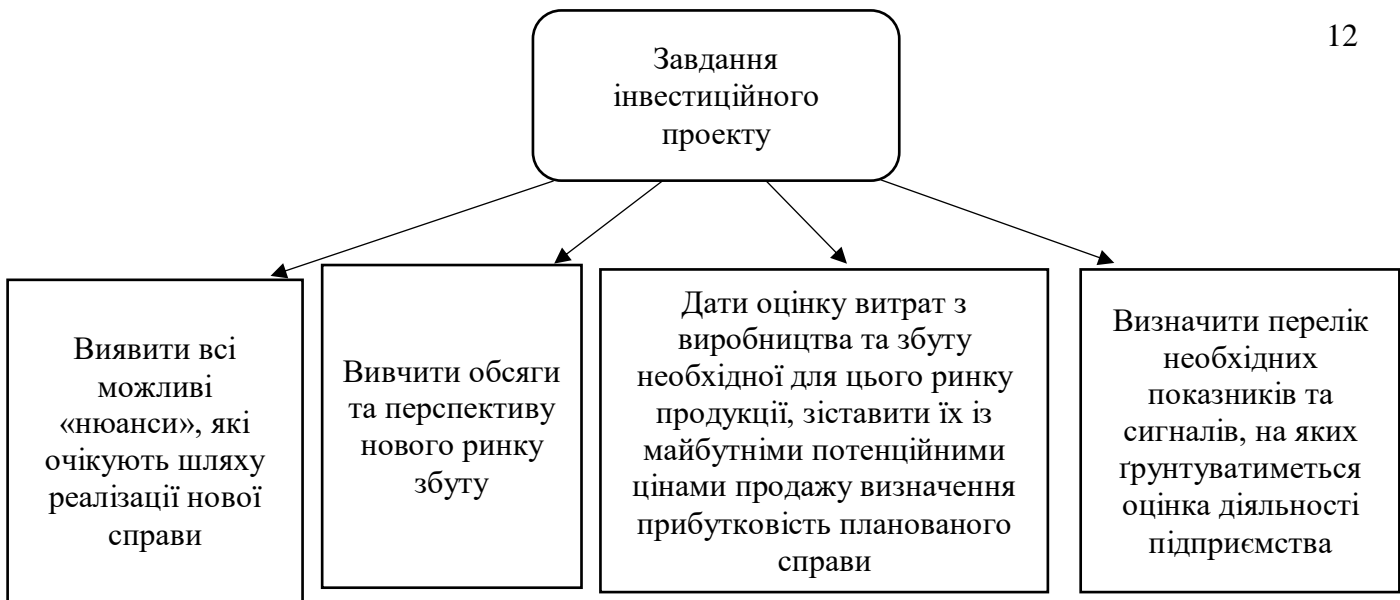 12
Завдання
інвестиційного
проекту
Виявити всі
можливі
«нюанси», які
очікують шляху
реалізації нової
справи
Вивчити обсяги
та перспективу
нового ринку
збуту
Дати оцінку витрат з
виробництва та збуту
необхідної для цього ринку
продукції, зіставити їх із
майбутніми потенційними
цінами продажу визначення
прибутковість планованого
справи
Визначити перелік
необхідних
показників та
сигналів, на яких
ґрунтуватиметься
оцінка діяльності
підприємства